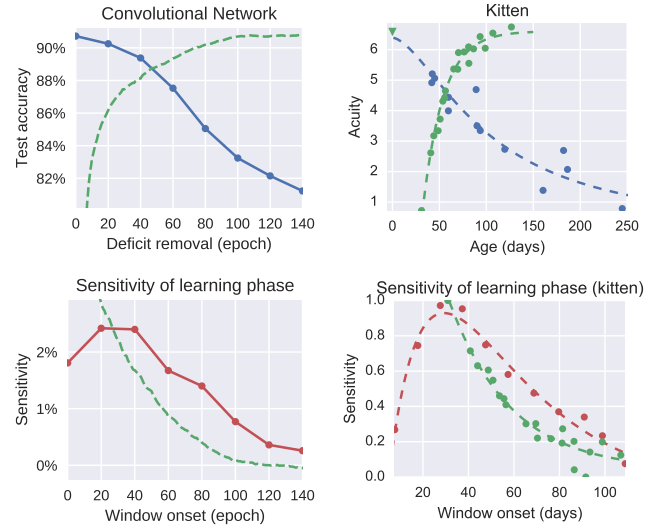 Convolutional Network
Test accuracy
90%
88%
86%
84%
82%
0 20 40 60 80 100 120 140
Deficit removal (epoch)
Kitten
Acuity
6
5
4
3
2
1
0 50 100 150 200 250
Age (days)
Sensitivity of learning phase
Sensitivity
2%
1%
0%
0 20 40 60 80 100 120 140
Window onset (epoch)
Sensitivity of learning phase (kitten)
Sensitivity
1.0
0.8
0.6
0.4
0.2
0.0
20 40 60 80 100
Window onset (days)